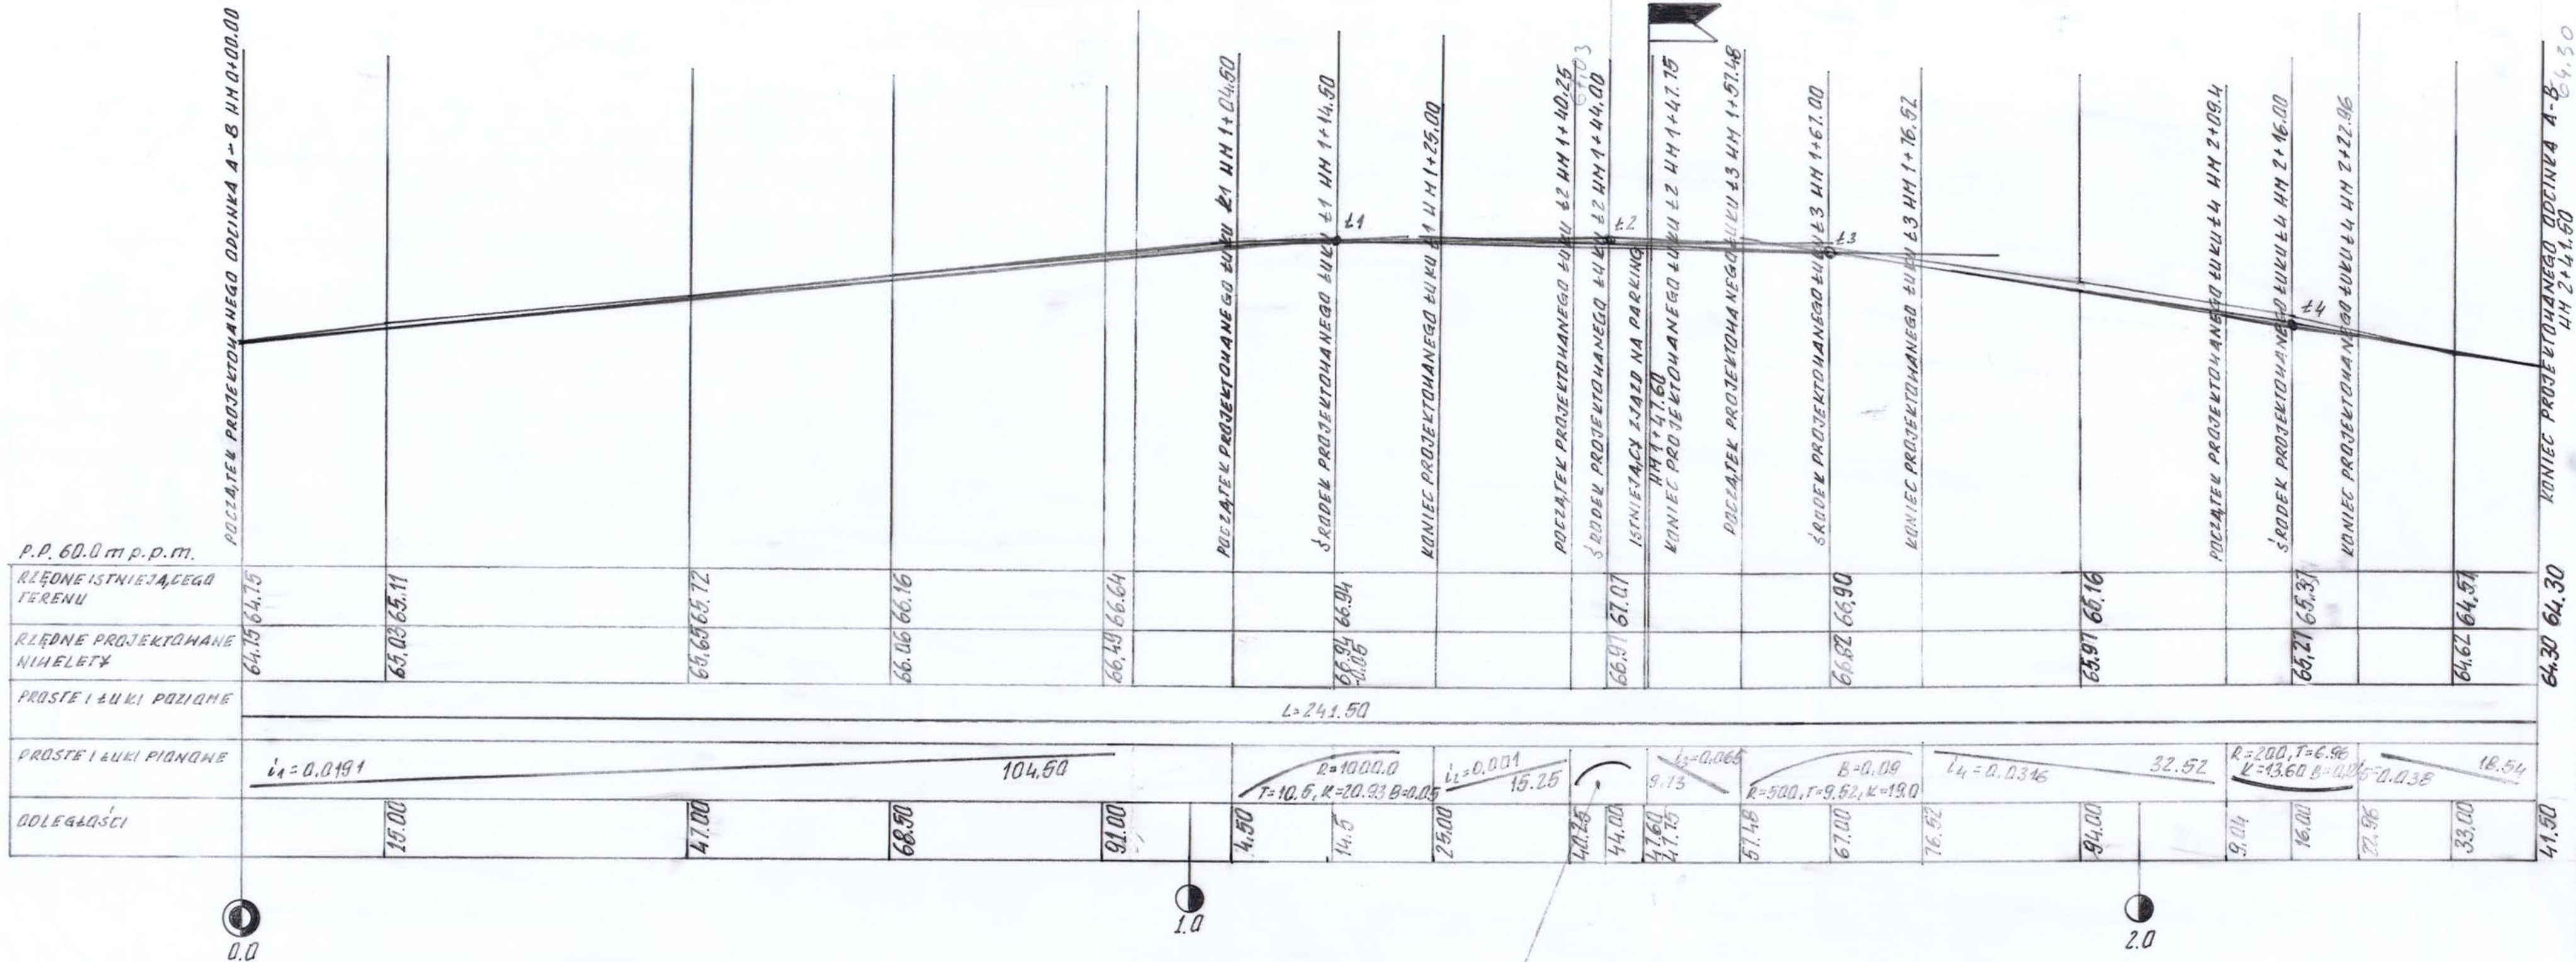 POCZĄTEK PROJEKTOWANEGO ODCINKA A-B HM 0+00.00
POCZĄTEK PROJEKTOWANEGO ŁUKU Ł1 HM 1+04.50
ŚRODEK PROJEKTOWANEGO ŁUKU Ł1 HM 1+14.50
KONIEC PROJEKTOWANEGO ŁUKU Ł1 HM 1+25.00
POCZĄTEK PROJEKTOWANEGO ŁUKU Ł2 HM 1+40.25
ŚRODEK PROJEKTOWANEGO ŁUKU Ł2 HM 1+44.00
ISTNIEJĄCY ZJAZD NA PARKING
HM 1+47.60
KONIEC PROJEKTOWANEGO ŁUKU Ł2 HM 1+47.75
POCZĄTEK PROJEKTOWANEGO ŁUKU Ł3 HM 1+57.48
ŚRODEK PROJEKTOWANEGO ŁUKU Ł3 HM 1+67.00
KONIEC PROJEKTOWANEGO ŁUKU Ł3 HM 1+76.52
POCZĄTEK PROJEKTOWANEGO ŁUKU Ł4 HM 2+09.4
ŚRODEK PROJEKTOWANEGO ŁUKU Ł4 HM 2+16.00
KONIEC PROJEKTOWANEGO ŁUKU Ł4 HM 2+22.96
KONIEC PROJEKTOWANEGO ODCINKA A-B
HM 2+41.50
64.30
Ł1
Ł2
Ł3
Ł4
P.P. 60.0 m p.p.m.
RZĘDNE ISTNIEJĄCEGO
TERENU
64.75 65.11 65.72 66.16 66.64 66.94 67.07 66.90 66.16 65.37 64.57 64.30
RZĘDNE PROJEKTOWANE
NIWELETY
64.75 65.03 65.65 66.06 66.49 66.94 66.97 66.82 65.97 65.27 64.62 64.30
-0.05
PROSTE I ŁUKI POZIOME
L=241.50
PROSTE I ŁUKI PIONOWE
i1=0.0191 104.50
R=1000.0
T=10.5, K=20.93 B=0.05
i2=0.001
15.25
i3=0.065
9.73
B=0.09
R=500, T=9.52, K=19.0
i4=0.0316 32.52
R=200, T=6.96
K=13.60
=0.038 18.54
ODLEGŁOŚCI
15.00 47.00 68.50 91.00 4.50 14.5 25.00 40.25 44.00 47.60 47.75 57.48 67.00 76.52 94.00 9.04 16.00 22.96 33.00 41.50
0.0
1.0
2.0